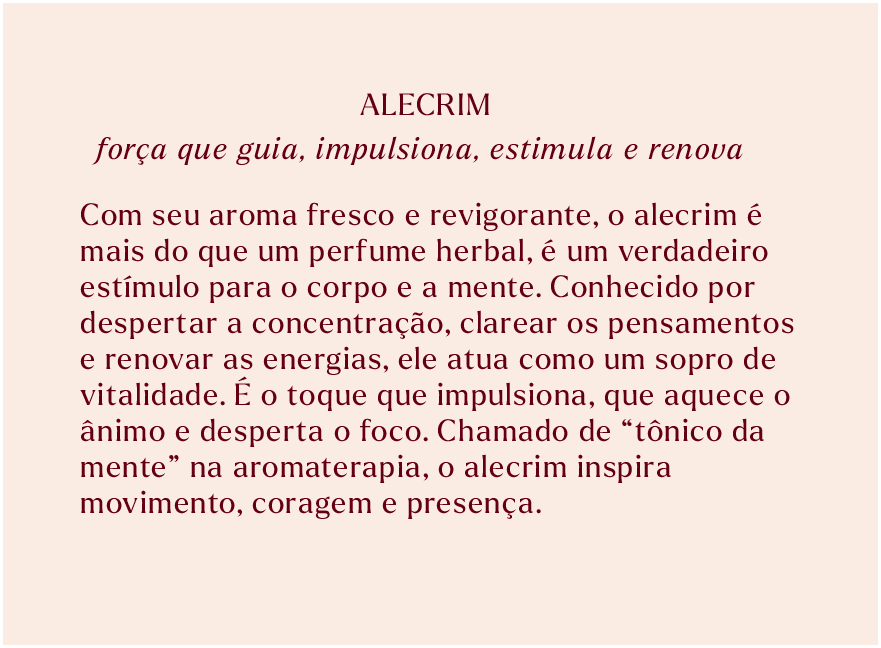 ALECRIM
força que guia, impulsiona, estimula e renova
Com seu aroma fresco e revigorante, o alecrim é
mais do que um perfume herbal, é um verdadeiro
estímulo para o corpo e a mente. Conhecido por
despertar a concentração, clarear os pensamentos
e renovar as energias, ele atua como um sopro de
vitalidade. É o toque que impulsiona, que aquece o
ânimo e desperta o foco. Chamado de “tônico da
mente” na aromaterapia, o alecrim inspira
movimento, coragem e presença.